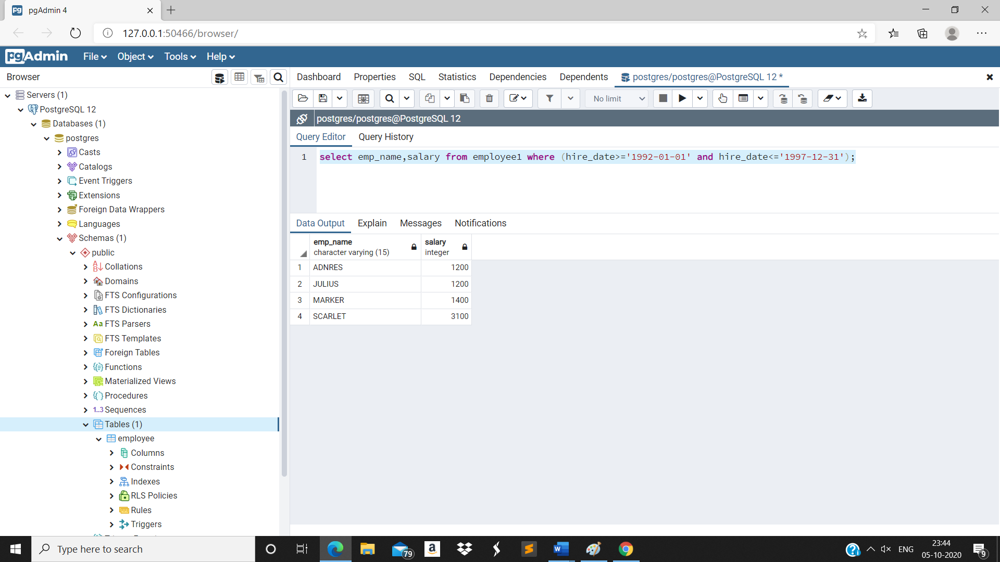 pgAdmin 4
127.0.0.1:50466/browser/
pgAdmin File Object Tools Help
Browser
Dashboard Properties SQL Statistics Dependencies Dependents postgres/postgres@PostgreSQL 12 *
No limit
postgres/postgres@PostgreSQL 12
Query Editor Query History
1 select emp_name,salary from employee1 where (hire_date>='1992-01-01' and hire_date<='1997-12-31');
Data Output Explain Messages Notifications
emp_name salary
character varying (15) integer
1 ADNRES 1200
2 JULIUS 1200
3 MARKER 1400
4 SCARLET 3100
Servers (1)
PostgreSQL 12
Databases (1)
postgres
Casts
Catalogs
Event Triggers
Extensions
Foreign Data Wrappers
Languages
Schemas (1)
public
Collations
Domains
FTS Configurations
FTS Dictionaries
Aa FTS Parsers
FTS Templates
Foreign Tables
Functions
Materialized Views
Procedures
1..3 Sequences
Tables (1)
employee
Columns
Constraints
Indexes
RLS Policies
Rules
Triggers
Type here to search
79
ENG
23:44
05-10-2020
9